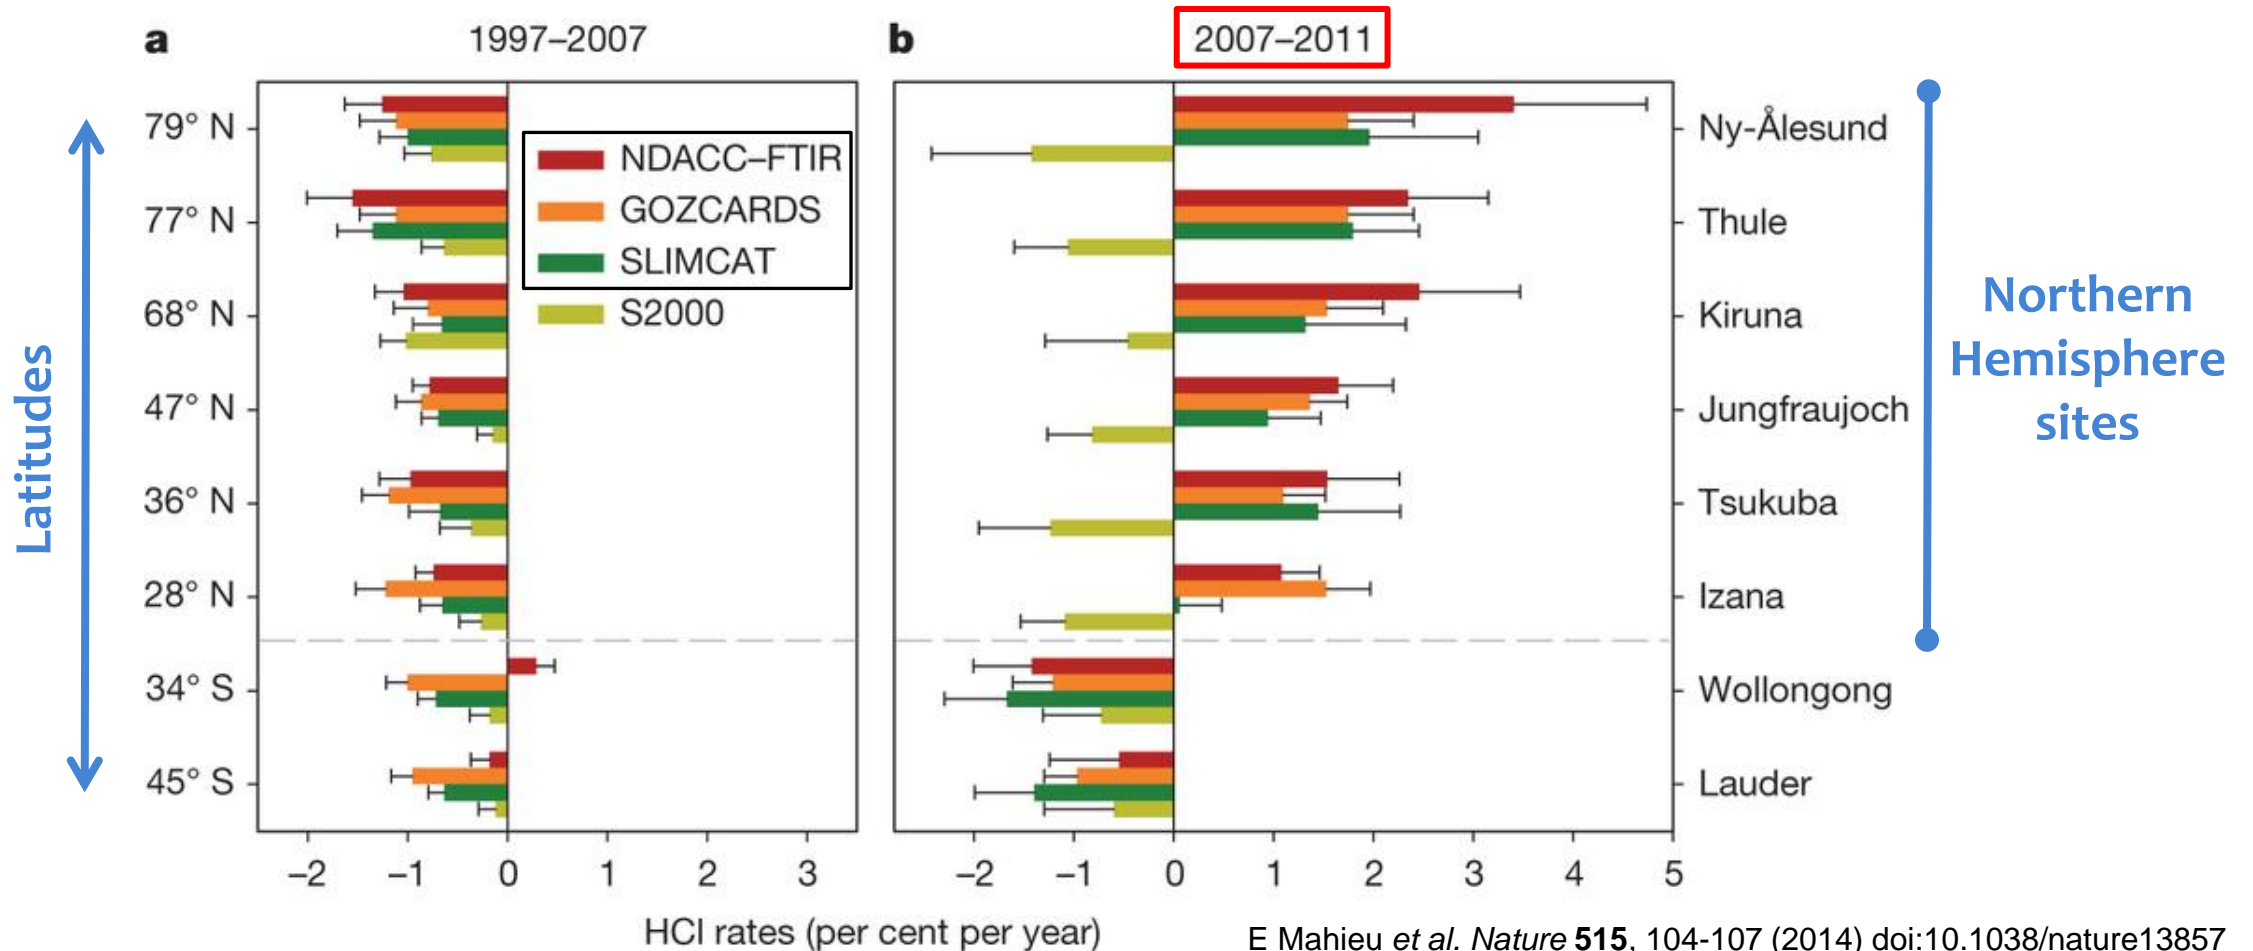 a
1997–2007
b
2007–2011
79° N
77° N
68° N
47° N
36° N
28° N
34° S
45° S
Latitudes
NDACC–FTIR
GOZCARDS
SLIMCAT
S2000
Ny-Ålesund
Thule
Kiruna
Jungfraujoch
Tsukuba
Izana
Wollongong
Lauder
Northern
Hemisphere
sites
–2 –1 0 1 2 3
–2 –1 0 1 2 3 4 5
HCl rates (per cent per year)
E Mahieu et al. Nature 515, 104-107 (2014) doi:10.1038/nature13857